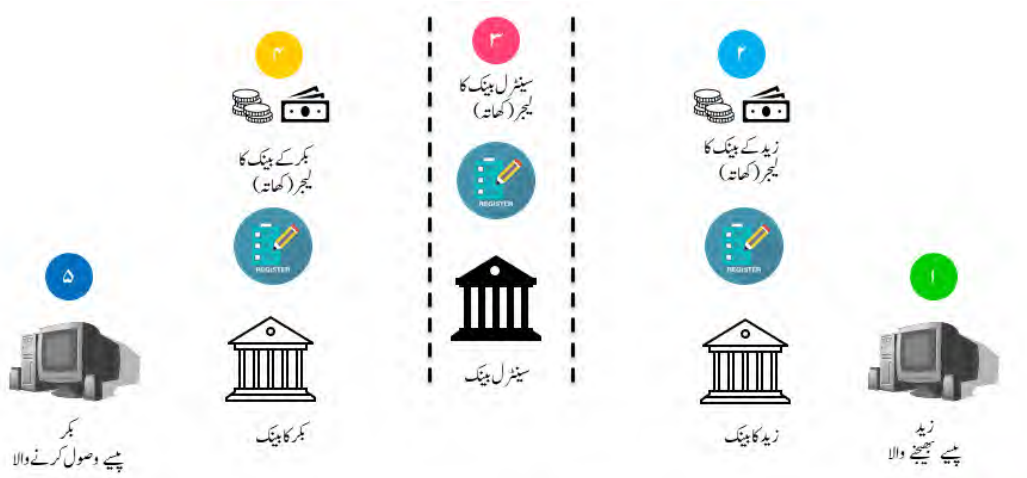 ۱
زید
پیسے بھیجنے والا
۲
زید کے بینک کا
لیجر (کھاتہ)
REGISTER
زید کا بینک
۳
سینٹرل بینک کا
لیجر (کھاتہ)
REGISTER
سینٹرل بینک
۴
بکر کے بینک کا
لیجر (کھاتہ)
REGISTER
بکر کا بینک
۵
بکر
پیسے وصول کرنے والا